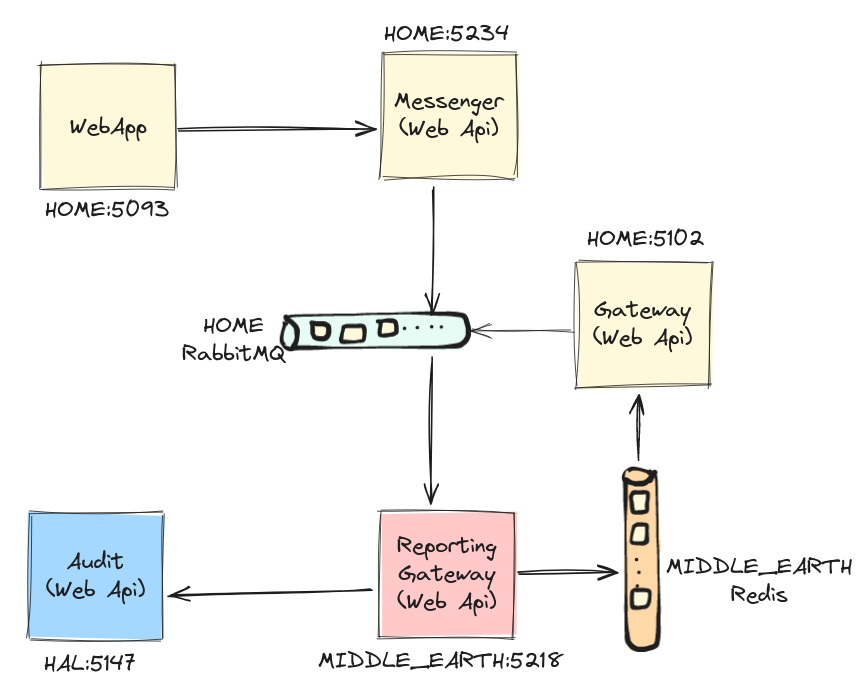 HOME:5234
WebApp
Messenger
(Web Api)
HOME:5093
HOME:5102
HOME
RabbitMQ
Gateway
(Web Api)
Audit
(Web Api)
Reporting
Gateway
(Web Api)
MIDDLE_EARTH
Redis
HAL:5147
MIDDLE_EARTH:5218